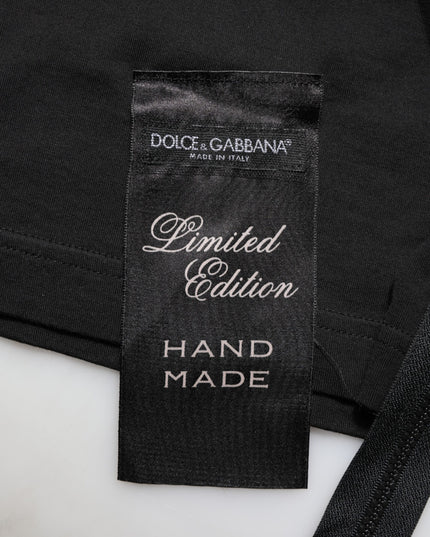 DOLCE & GABBANA®
MADE IN ITALY
Limited
Edition
HAND
MADE